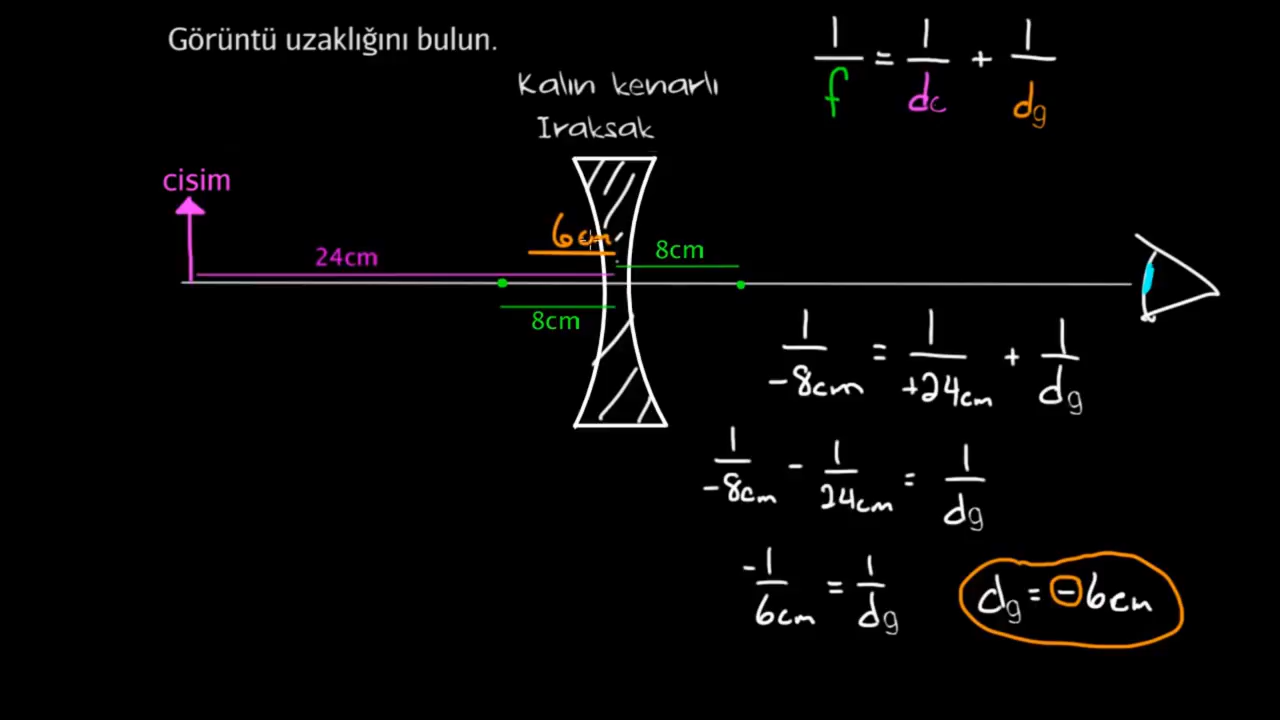 Görüntü uzaklığını bulun.
1/f = 1/dc + 1/dg
Kalın kenarlı
Iraksak
cisim
24cm
6cm
8cm
8cm
1/-8cm = 1/+24cm + 1/dg
1/-8cm - 1/24cm = 1/dg
-1/6cm = 1/dg
dg = -6cm